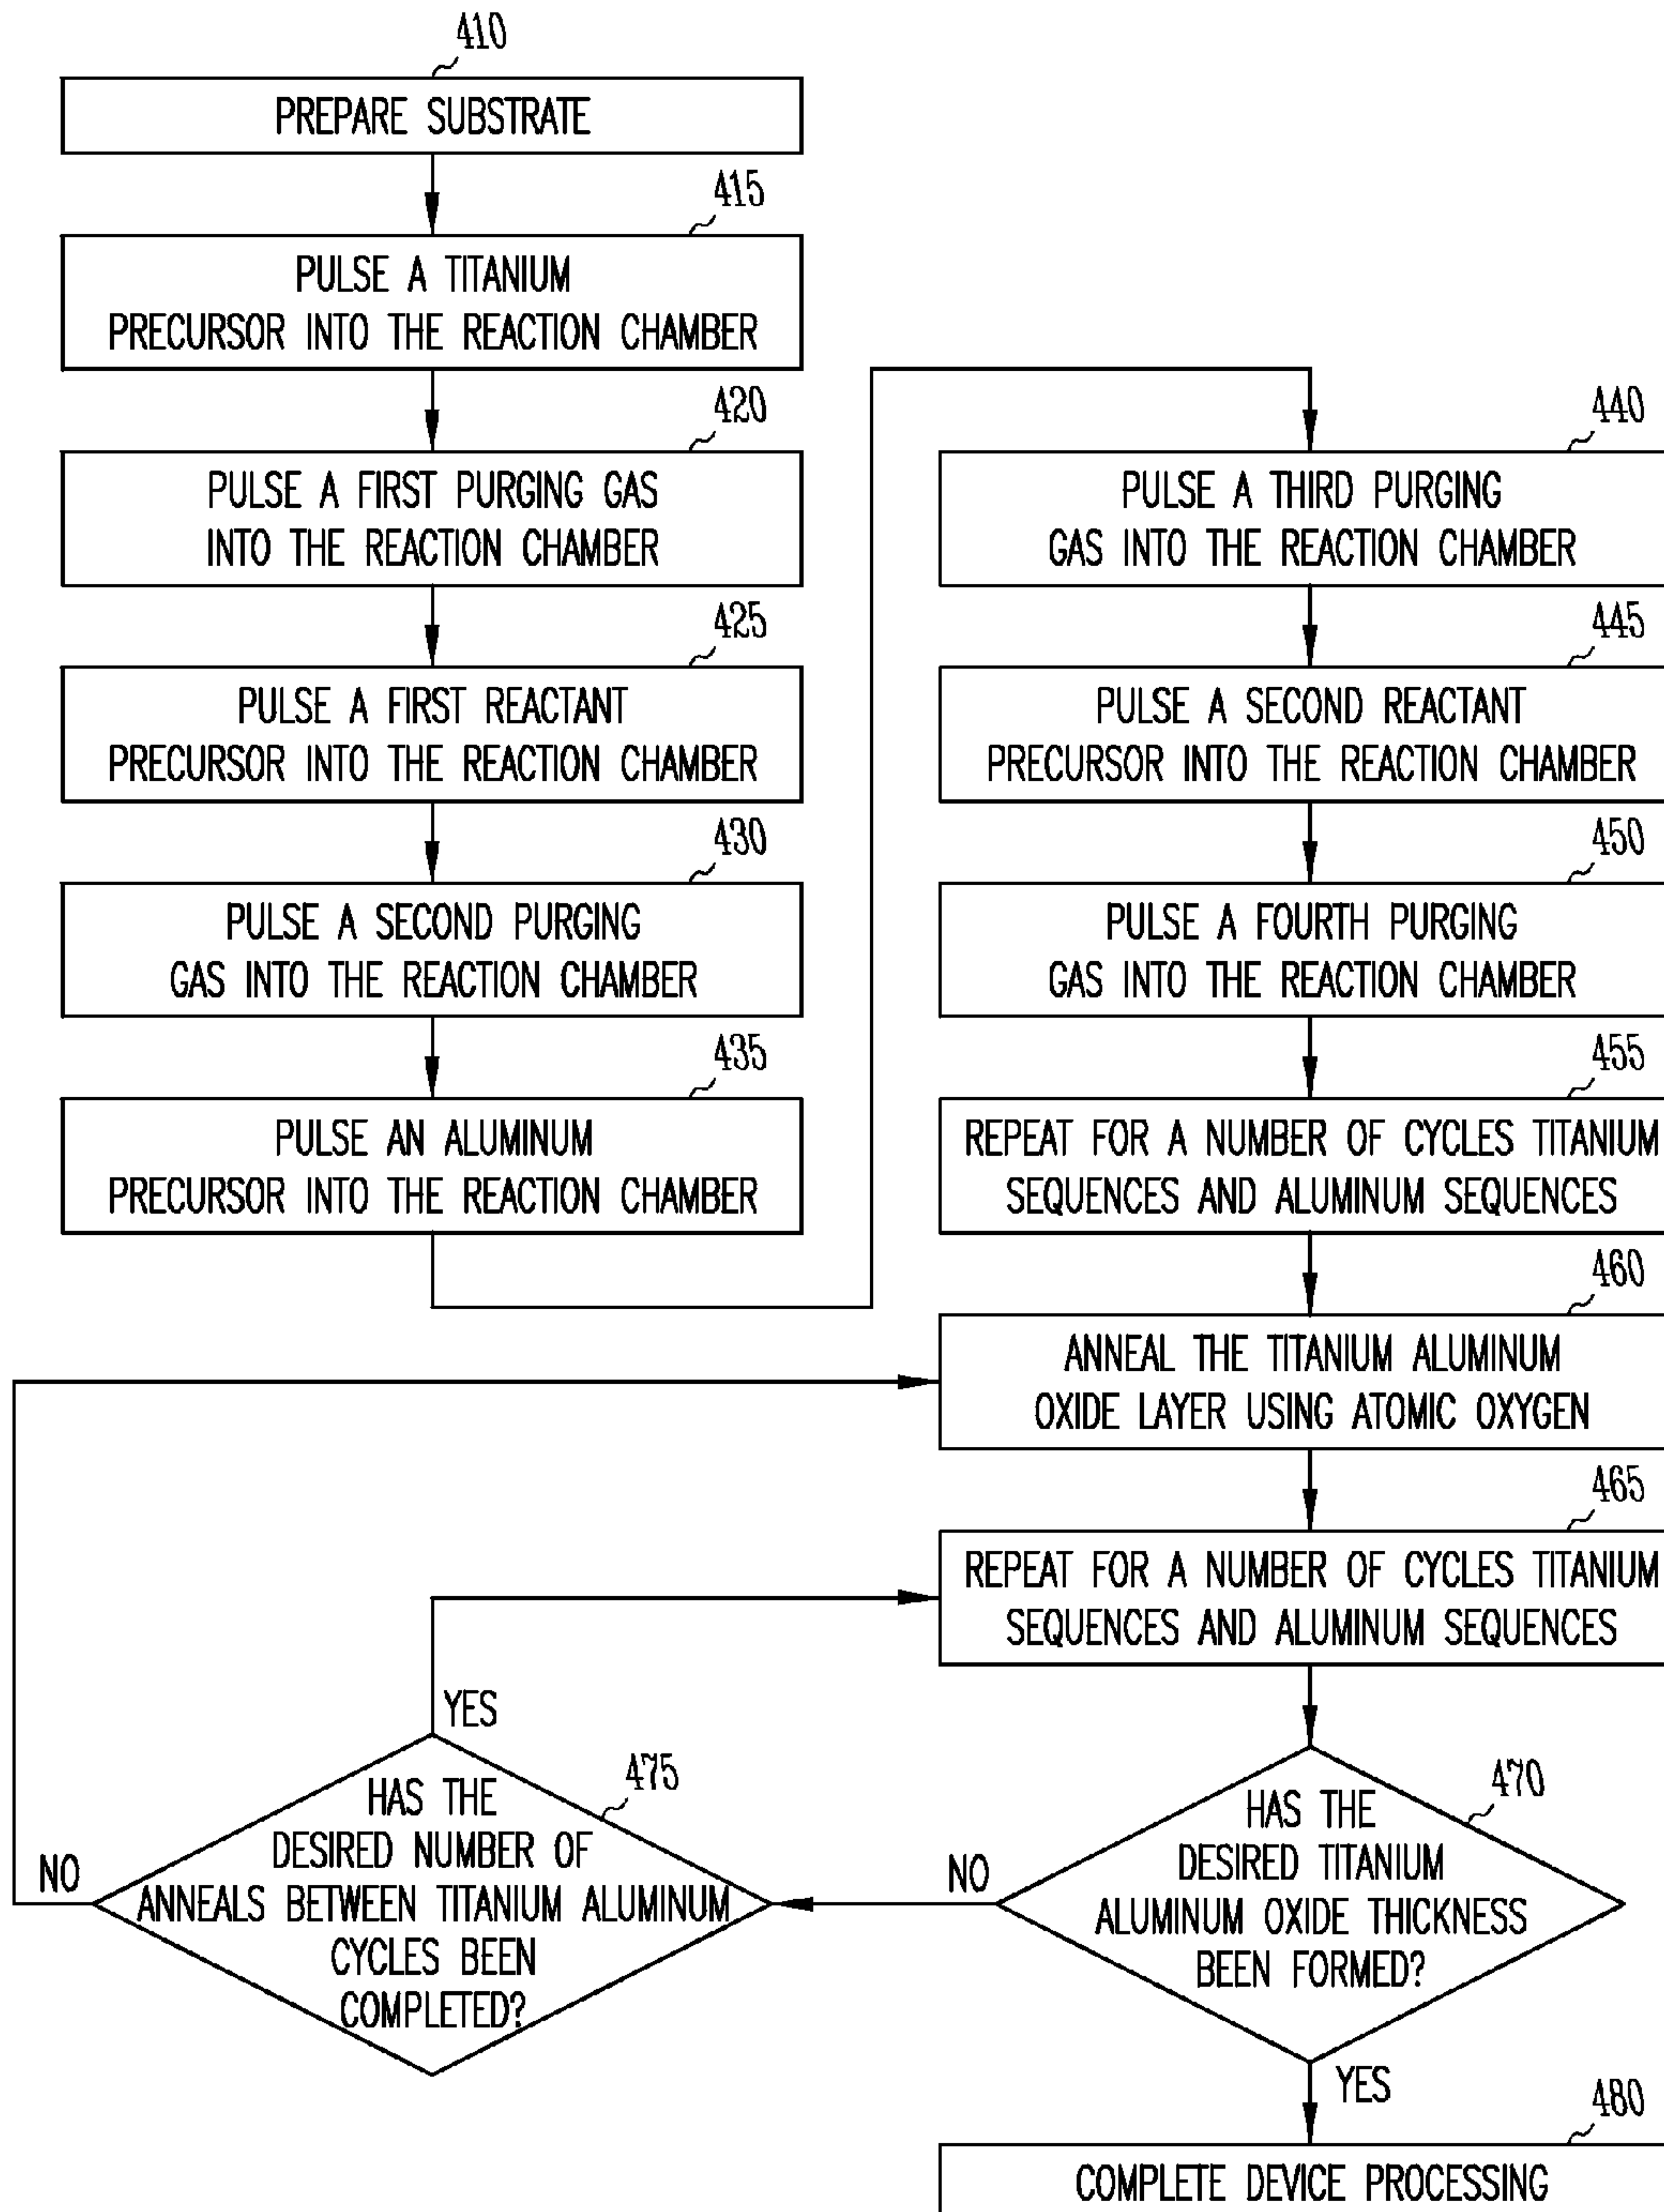 410
PREPARE SUBSTRATE
415
PULSE A TITANIUM
PRECURSOR INTO THE REACTION CHAMBER
420
PULSE A FIRST PURGING GAS
INTO THE REACTION CHAMBER
425
PULSE A FIRST REACTANT
PRECURSOR INTO THE REACTION CHAMBER
430
PULSE A SECOND PURGING
GAS INTO THE REACTION CHAMBER
435
PULSE AN ALUMINUM
PRECURSOR INTO THE REACTION CHAMBER
440
PULSE A THIRD PURGING
GAS INTO THE REACTION CHAMBER
445
PULSE A SECOND REACTANT
PRECURSOR INTO THE REACTION CHAMBER
450
PULSE A FOURTH PURGING
GAS INTO THE REACTION CHAMBER
455
REPEAT FOR A NUMBER OF CYCLES TITANIUM
SEQUENCES AND ALUMINUM SEQUENCES
460
ANNEAL THE TITANIUM ALUMINUM
OXIDE LAYER USING ATOMIC OXYGEN
465
REPEAT FOR A NUMBER OF CYCLES TITANIUM
SEQUENCES AND ALUMINUM SEQUENCES
470
HAS THE
DESIRED TITANIUM
ALUMINUM OXIDE THICKNESS
BEEN FORMED?
NO
YES
475
HAS THE
DESIRED NUMBER OF
ANNEALS BETWEEN TITANIUM ALUMINUM
CYCLES BEEN
COMPLETED?
YES
NO
480
COMPLETE DEVICE PROCESSING